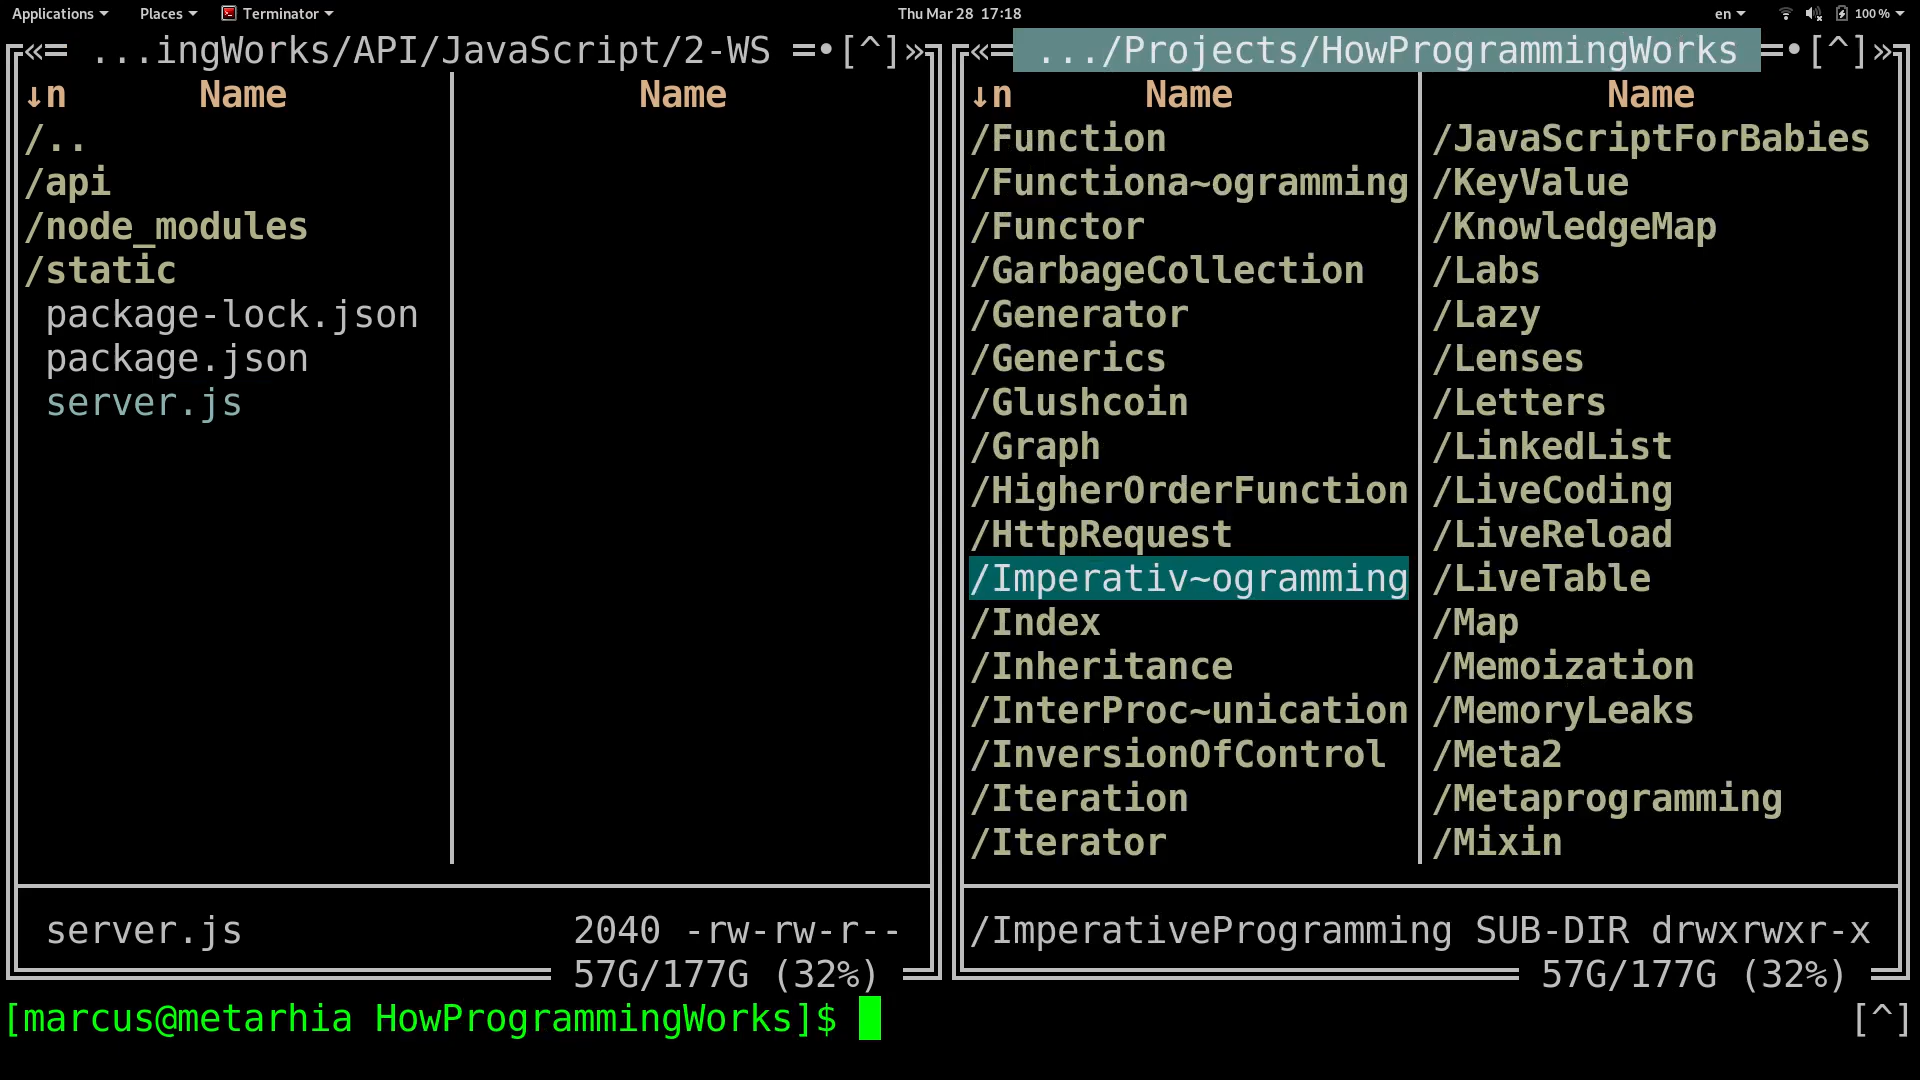 Applications Places Terminator Thu Mar 28 17:18 en 100 %
«═ ...ingWorks/API/JavaScript/2-WS ═•[^]»
↓n Name Name
/..
/api
/node_modules
/static
package-lock.json
package.json
server.js
server.js 2040 -rw-rw-r--
57G/177G (32%)
«═ .../Projects/HowProgrammingWorks ═•[^]»
↓n Name Name
/Function
/Functiona~ogramming
/Functor
/GarbageCollection
/Generator
/Generics
/Glushcoin
/Graph
/HigherOrderFunction
/HttpRequest
/Imperativ~ogramming
/Index
/Inheritance
/InterProc~unication
/InversionOfControl
/Iteration
/Iterator
/JavaScriptForBabies
/KeyValue
/KnowledgeMap
/Labs
/Lazy
/Lenses
/Letters
/LinkedList
/LiveCoding
/LiveReload
/LiveTable
/Map
/Memoization
/MemoryLeaks
/Meta2
/Metaprogramming
/Mixin
/ImperativeProgramming SUB-DIR drwxrwxr-x
57G/177G (32%)
[marcus@metarhia HowProgrammingWorks]$ [^]